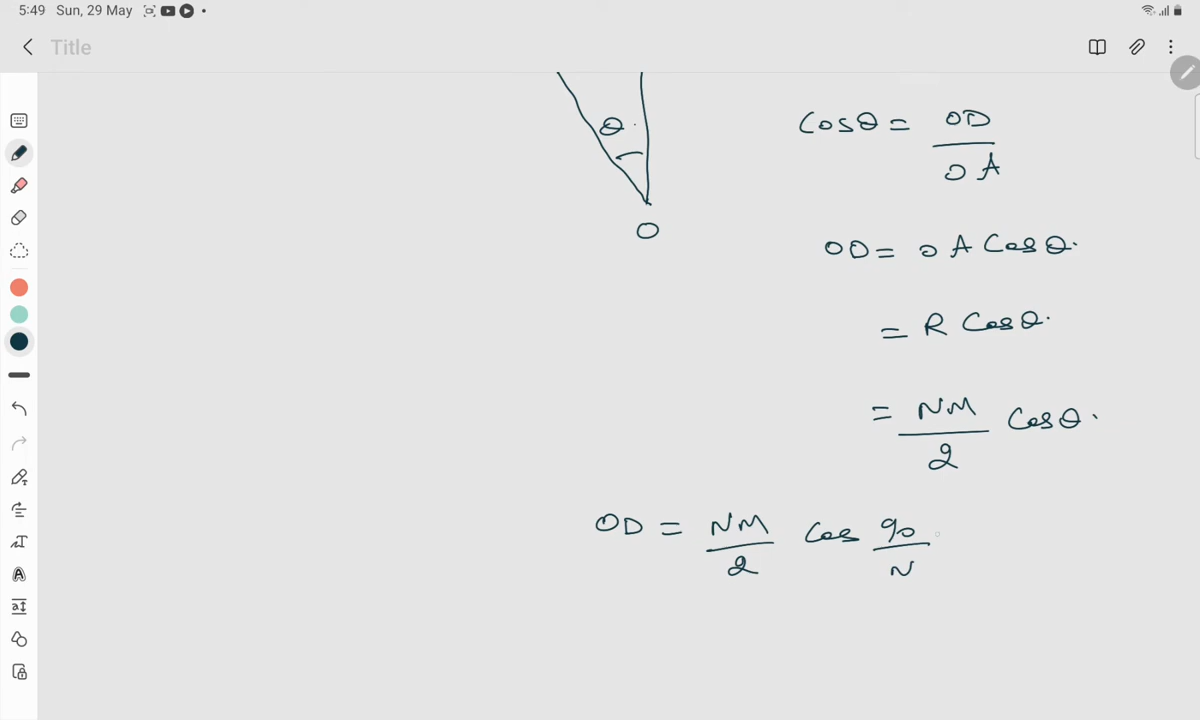 5:49 Sun, 29 May
Title
θ
O
Cosθ = OD / OA
OD = OA Cosθ.
= R Cosθ.
= NM / 2 Cosθ.
OD = NM / 2 Cos 90 / N